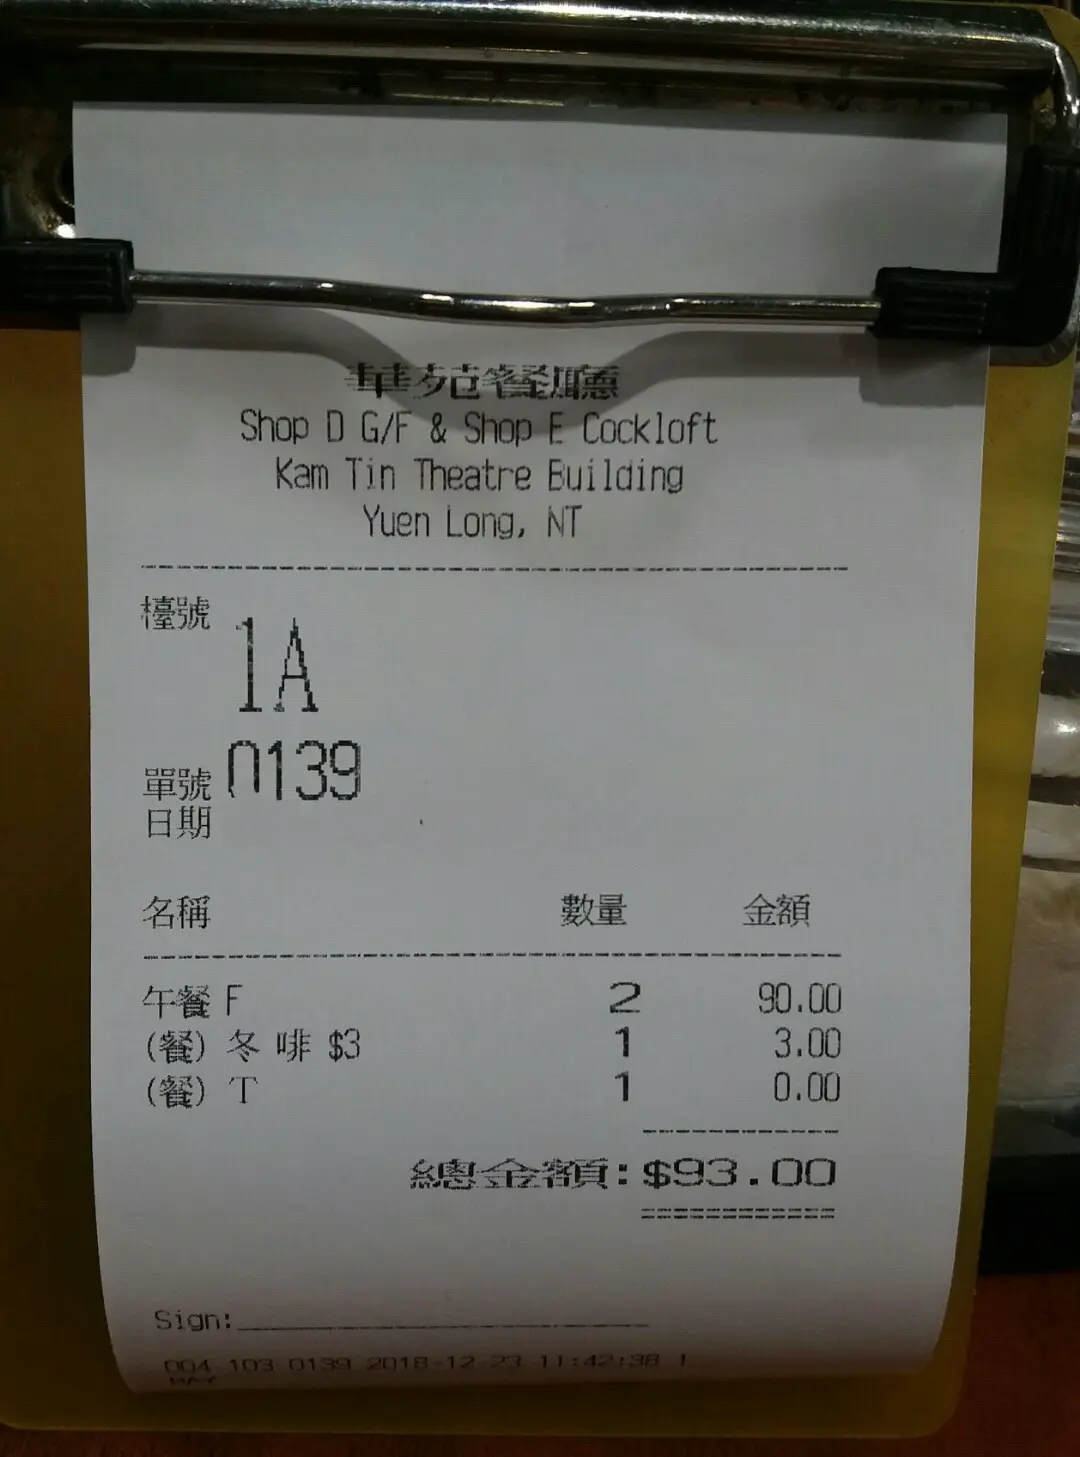 華苑餐廳
Shop D G/F & Shop E Cockloft
Kam Tin Theatre Building
Yuen Long, NT
檯號 1A
單號 0139
日期
名稱 數量 金額
午餐 F 2 90.00
(餐) 冬 啡 $3 1 3.00
(餐) T 1 0.00
總金額:$93.00
Sign:
004 103 0139 2018-12-23 11:42:38 1
MAY